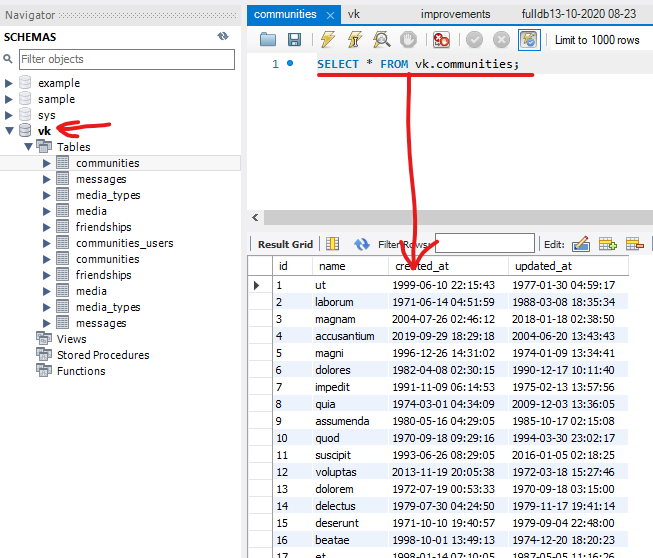 Navigator
SCHEMAS
Filter objects
example
sample
sys
vk
Tables
communities
messages
media_types
media
friendships
communities_users
communities
friendships
media
media_types
messages
Views
Stored Procedures
Functions
communities × vk improvements fulldb13-10-2020 08-23
Limit to 1000 rows
1 SELECT * FROM vk.communities;
Result Grid Filter Rows: Edit:
id name created_at updated_at
1 ut 1999-06-10 22:15:43 1977-01-30 04:59:17
2 laborum 1971-06-14 04:51:59 1988-03-08 18:35:34
3 magnam 2004-07-26 02:46:12 2018-01-18 02:38:50
4 accusantium 2019-09-29 18:29:18 2004-06-20 13:43:43
5 magni 1996-12-26 14:31:02 1974-01-09 13:34:41
6 dolores 1982-04-08 02:30:15 1990-12-17 10:11:40
7 impedit 1991-11-09 06:14:53 1975-02-13 13:57:56
8 quia 1974-03-01 04:34:09 2009-12-03 13:36:05
9 assumenda 1980-05-16 04:29:05 1985-10-17 02:15:08
10 quod 1970-09-18 09:29:16 1994-03-30 23:02:17
11 suscipit 1993-06-26 08:29:05 2016-01-05 02:18:25
12 voluptas 2013-11-19 20:05:38 1972-03-18 15:27:46
13 dolorem 1972-07-19 00:53:33 1970-09-18 03:15:00
14 delectus 1979-07-30 04:24:50 1979-11-17 19:41:14
15 deserunt 1971-10-10 19:40:57 1979-09-04 22:48:00
16 beatae 1998-10-01 13:49:13 1974-12-20 18:20:23
17 et 1998-01-14 07:10:05 1987-05-05 11:16:26